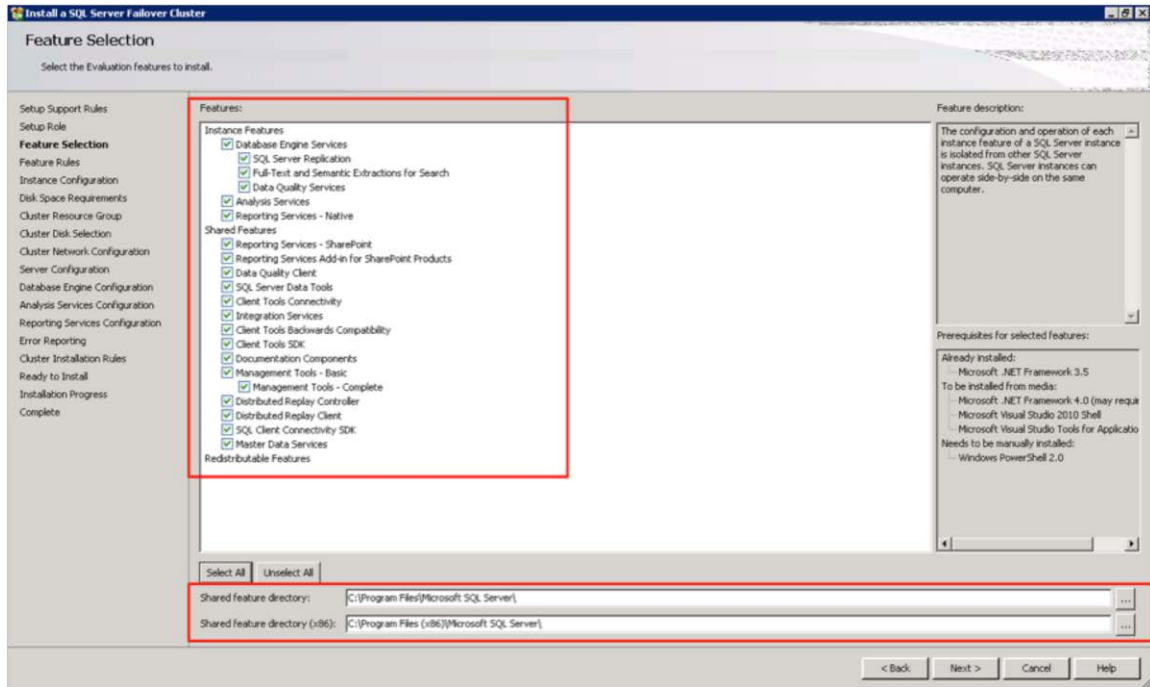 Install a SQL Server Failover Cluster
Feature Selection
Select the Evaluation features to install.
Setup Support Rules
Setup Role
Feature Selection
Feature Rules
Instance Configuration
Disk Space Requirements
Cluster Resource Group
Cluster Disk Selection
Cluster Network Configuration
Server Configuration
Database Engine Configuration
Analysis Services Configuration
Reporting Services Configuration
Error Reporting
Cluster Installation Rules
Ready to Install
Installation Progress
Complete
Features:
Instance Features
Database Engine Services
SQL Server Replication
Full-Text and Semantic Extractions for Search
Data Quality Services
Analysis Services
Reporting Services - Native
Shared Features
Reporting Services - SharePoint
Reporting Services Add-in for SharePoint Products
Data Quality Client
SQL Server Data Tools
Client Tools Connectivity
Integration Services
Client Tools Backwards Compatibility
Client Tools SDK
Documentation Components
Management Tools - Basic
Management Tools - Complete
Distributed Replay Controller
Distributed Replay Client
SQL Client Connectivity SDK
Master Data Services
Redistributable Features
Feature description:
The configuration and operation of each
instance feature of a SQL Server instance
is isolated from other SQL Server
instances. SQL Server instances can
operate side-by-side on the same
computer.
Prerequisites for selected features:
Already installed:
Microsoft .NET Framework 3.5
To be installed from media:
Microsoft .NET Framework 4.0 (may requir
Microsoft Visual Studio 2010 Shell
Microsoft Visual Studio Tools for Applicatio
Needs to be manually installed:
Windows PowerShell 2.0
Select All
Unselect All
Shared feature directory: C:\Program Files\Microsoft SQL Server\ ...
Shared feature directory (x86): C:\Program Files (x86)\Microsoft SQL Server\ ...
< Back Next > Cancel Help